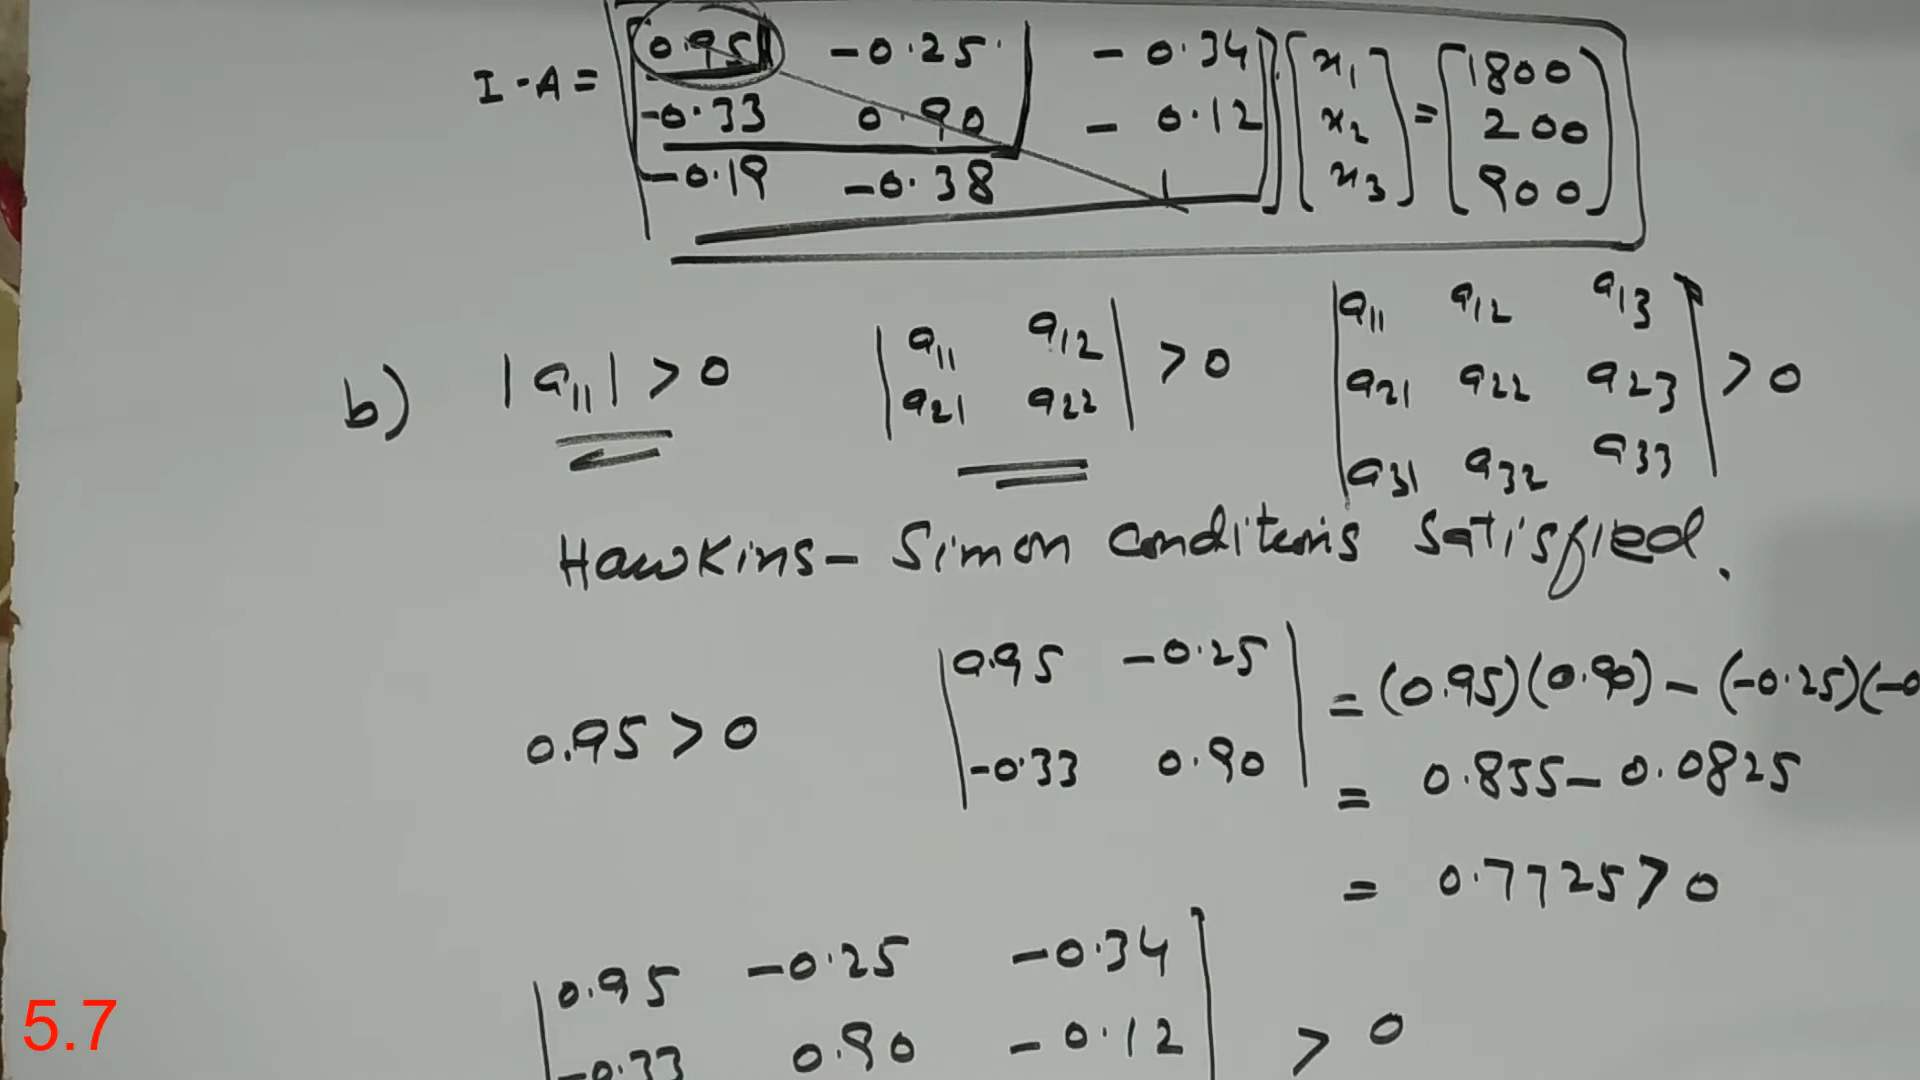 I-A = [0.95 -0.25 -0.34] [x1] = [1800]
-0.33 0.90 -0.12 x2 200
-0.19 -0.38 1 x3 900
b) |a11| > 0 |a11 a12| > 0 |a11 a12 a13| > 0
a21 a22 a21 a22 a23
a31 a32 a33
Hawkins - Simon Conditions Satisfied.
0.95 > 0 |0.95 -0.25| = (0.95)(0.90) - (-0.25)(-0
-0.33 0.90 = 0.855 - 0.0825
= 0.7725 > 0
|0.95 -0.25 -0.34|
-0.33 0.90 -0.12 > 0
5.7